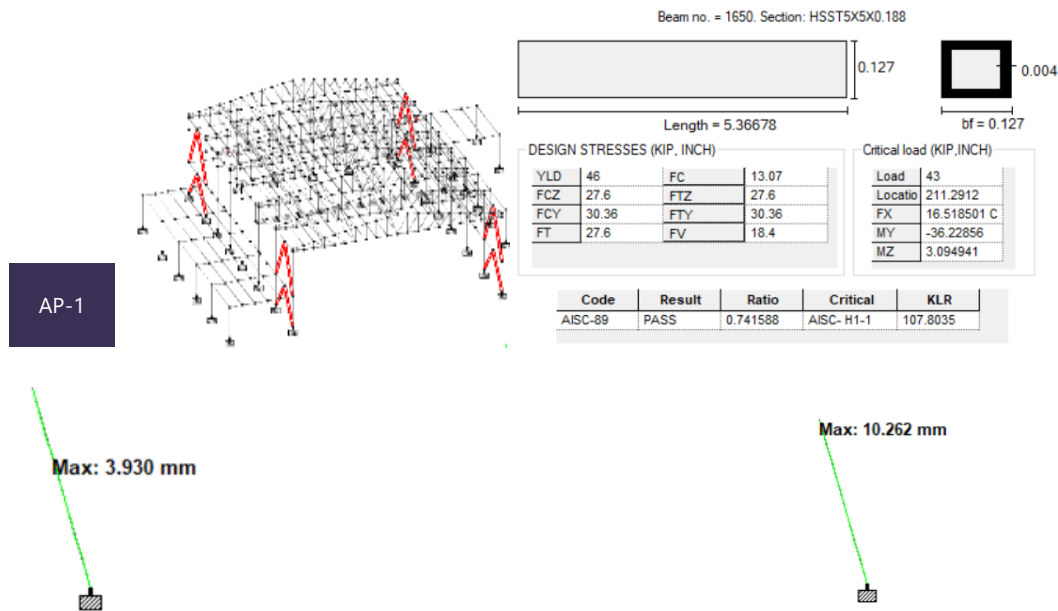 Beam no. = 1650. Section: HSST5X5X0.188
0.127
0.004
Length = 5.36678
bf = 0.127
DESIGN STRESSES (KIP, INCH)
YLD 46 FC 13.07
FCZ 27.6 FTZ 27.6
FCY 30.36 FTY 30.36
FT 27.6 FV 18.4
Critical load (KIP,INCH)
Load 43
Locatio 211.2912
FX 16.518501 C
MY -36.22856
MZ 3.094941
AP-1
Code Result Ratio Critical KLR
AISC-89 PASS 0.741588 AISC- H1-1 107.8035
Max: 3.930 mm
Max: 10.262 mm